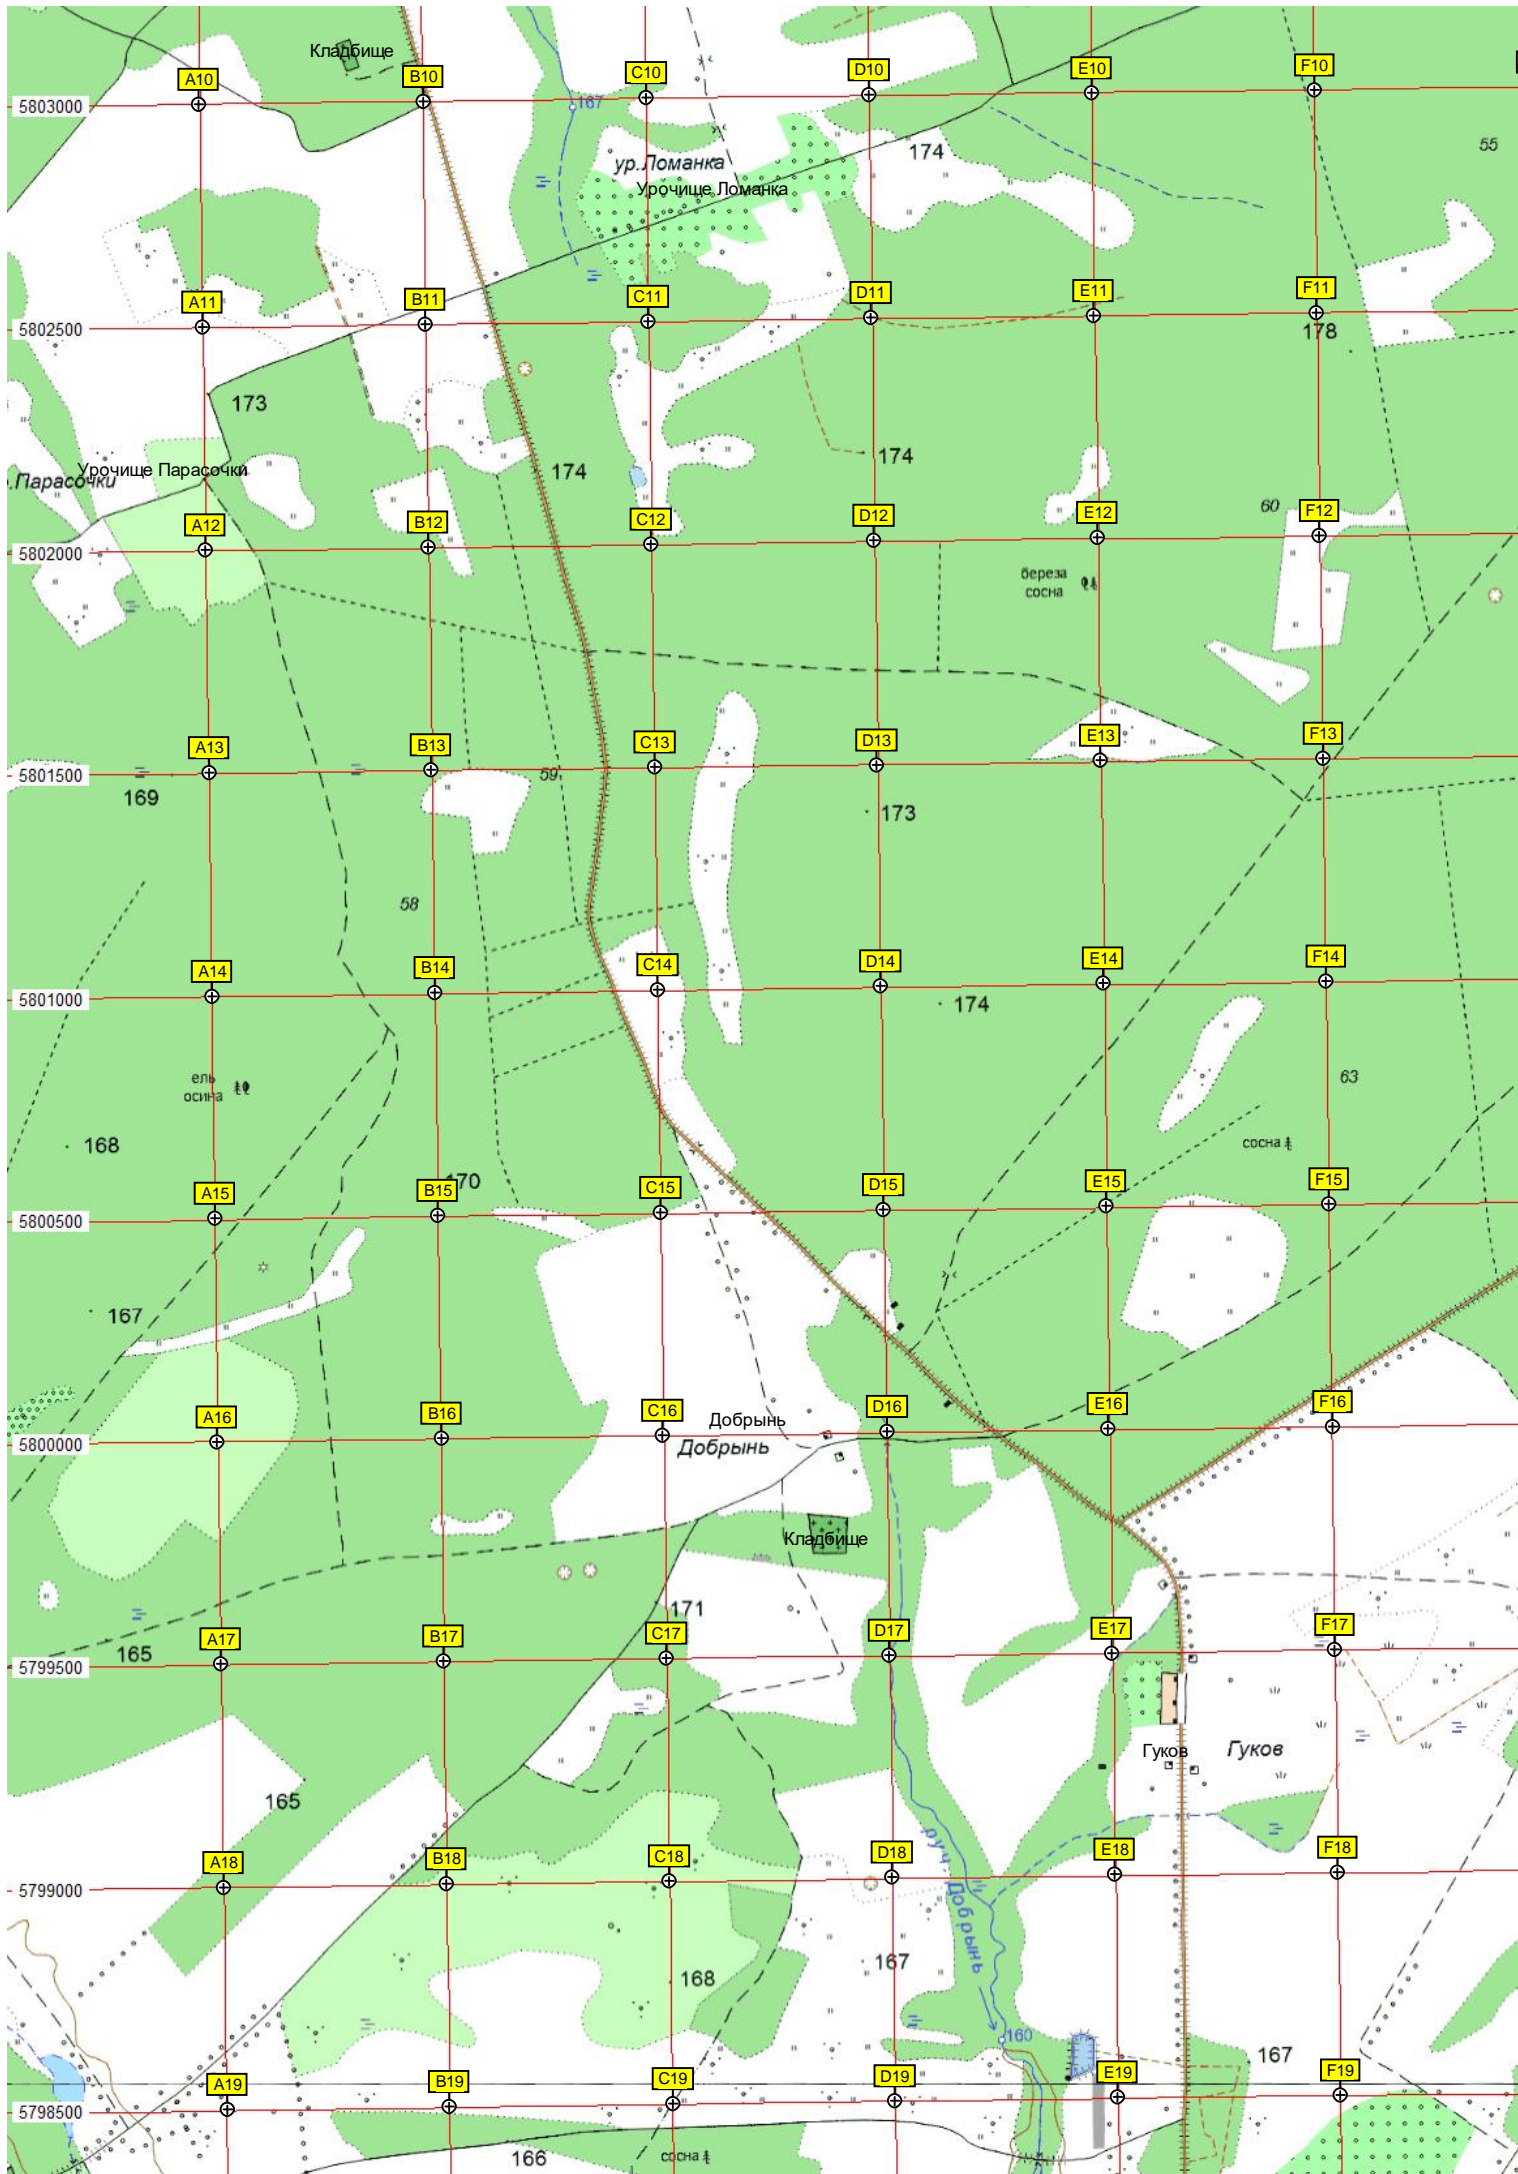 Кладбище
A10
B10
C10
D10
E10
F10
5803000
167
174
55
ур.Ломанка
Урочище Ломанка
A11
B11
C11
D11
E11
F11
5802500
178
173
174
174
Урочище Парасочки
.Парасочки
60
A12
B12
C12
D12
E12
F12
5802000
береза
сосна
A13
B13
C13
D13
E13
F13
5801500
59
169
173
58
A14
B14
C14
D14
E14
F14
5801000
174
ель
осина
63
168
сосна
170
A15
B15
C15
D15
E15
F15
5800500
167
A16
B16
C16
D16
E16
F16
5800000
Добрынь
Добрынь
Кладбище
171
165
A17
B17
C17
D17
E17
F17
5799500
Гуков
Гуков
165
руч. Добрынь
A18
B18
C18
D18
E18
F18
5799000
167
168
160
167
A19
B19
C19
D19
E19
F19
5798500
166
сосна